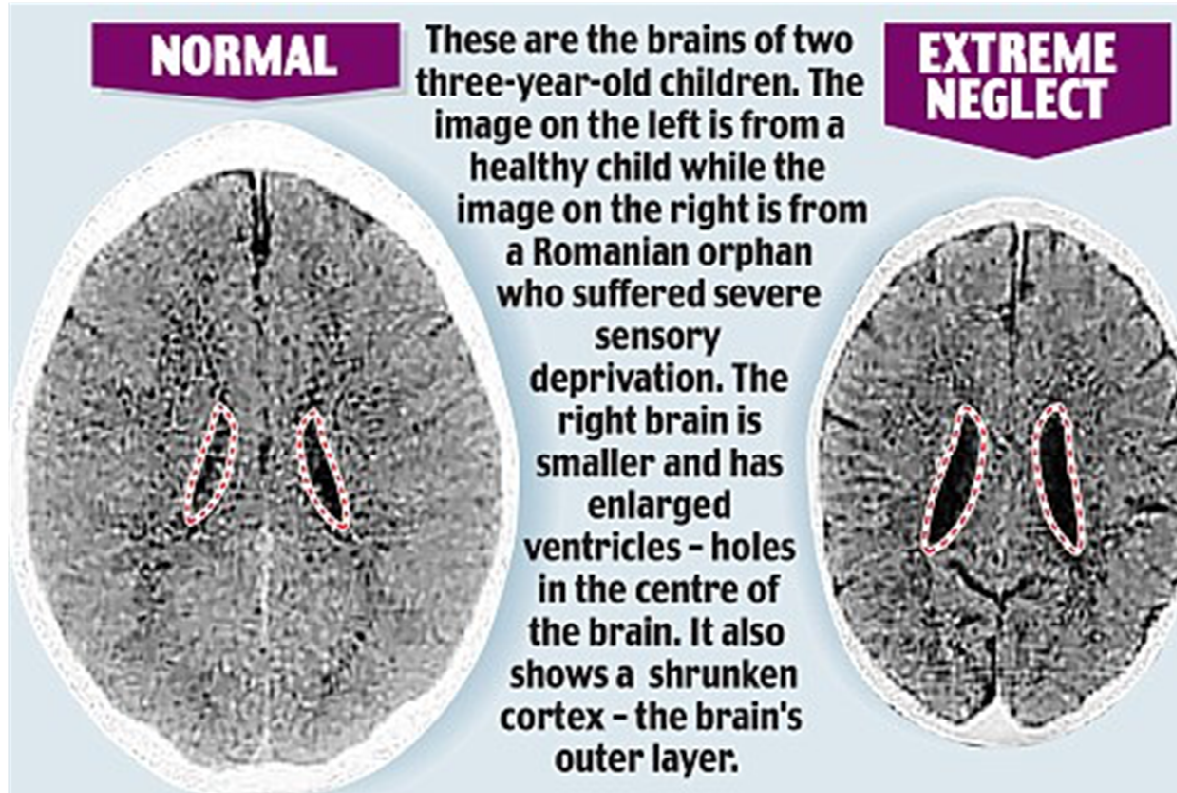 NORMAL
These are the brains of two
three-year-old children. The
image on the left is from a
healthy child while the
image on the right is from
a Romanian orphan
who suffered severe
sensory
deprivation. The
right brain is
smaller and has
enlarged
ventricles – holes
in the centre of
the brain. It also
shows a shrunken
cortex – the brain's
outer layer.
EXTREME
NEGLECT